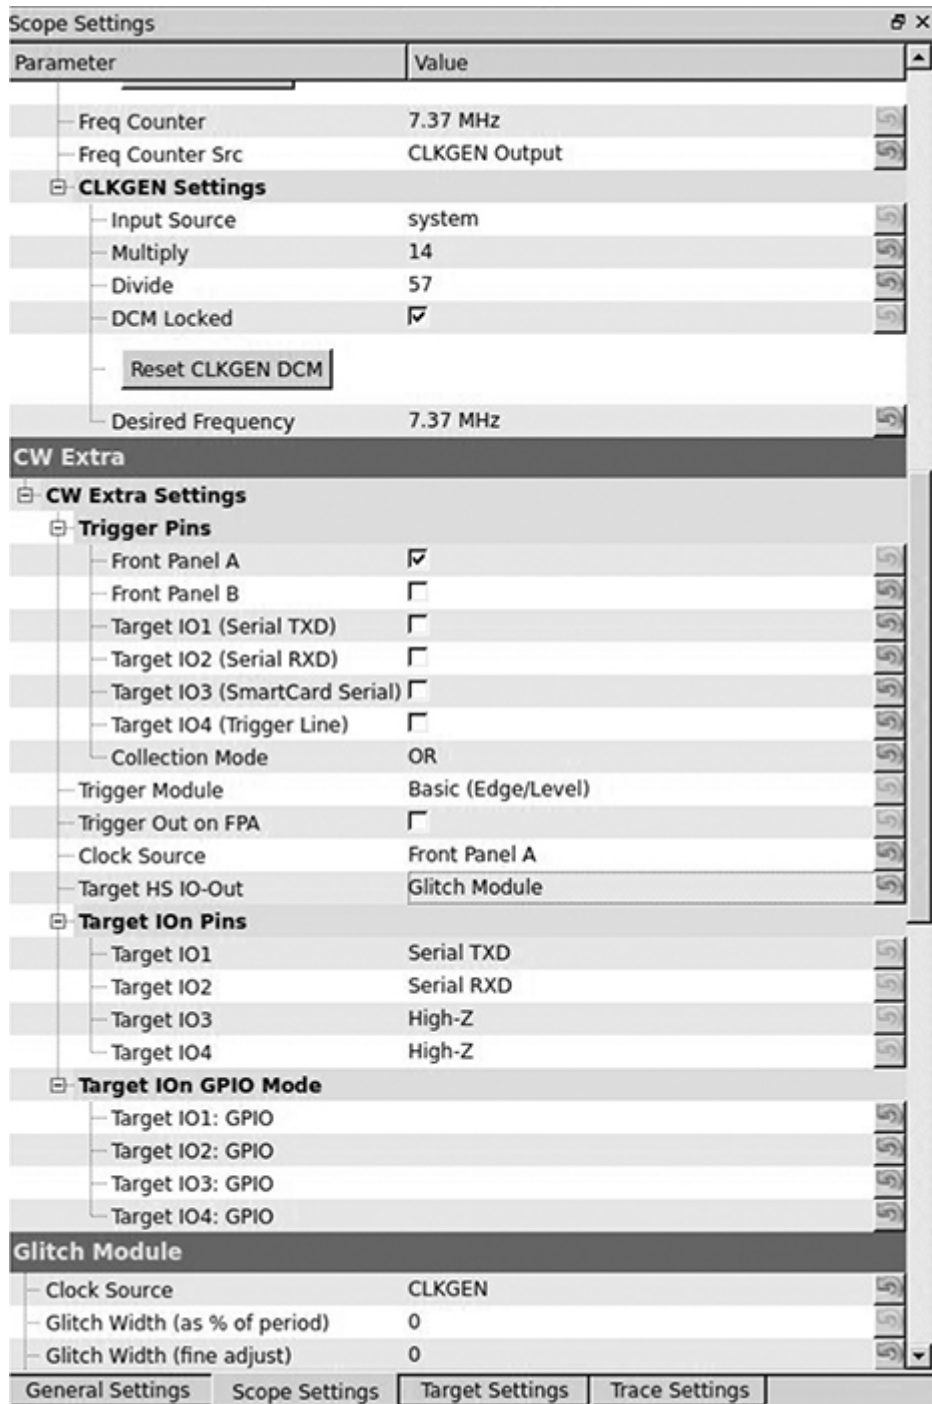 Scope Settings
Parameter Value
Freq Counter 7.37 MHz
Freq Counter Src CLKGEN Output
CLKGEN Settings
Input Source system
Multiply 14
Divide 57
DCM Locked
Reset CLKGEN DCM
Desired Frequency 7.37 MHz
CW Extra
CW Extra Settings
Trigger Pins
Front Panel A
Front Panel B
Target IO1 (Serial TXD)
Target IO2 (Serial RXD)
Target IO3 (SmartCard Serial)
Target IO4 (Trigger Line)
Collection Mode OR
Trigger Module Basic (Edge/Level)
Trigger Out on FPA
Clock Source Front Panel A
Target HS IO-Out Glitch Module
Target IOn Pins
Target IO1 Serial TXD
Target IO2 Serial RXD
Target IO3 High-Z
Target IO4 High-Z
Target IOn GPIO Mode
Target IO1: GPIO
Target IO2: GPIO
Target IO3: GPIO
Target IO4: GPIO
Glitch Module
Clock Source CLKGEN
Glitch Width (as % of period) 0
Glitch Width (fine adjust) 0
General Settings Scope Settings Target Settings Trace Settings